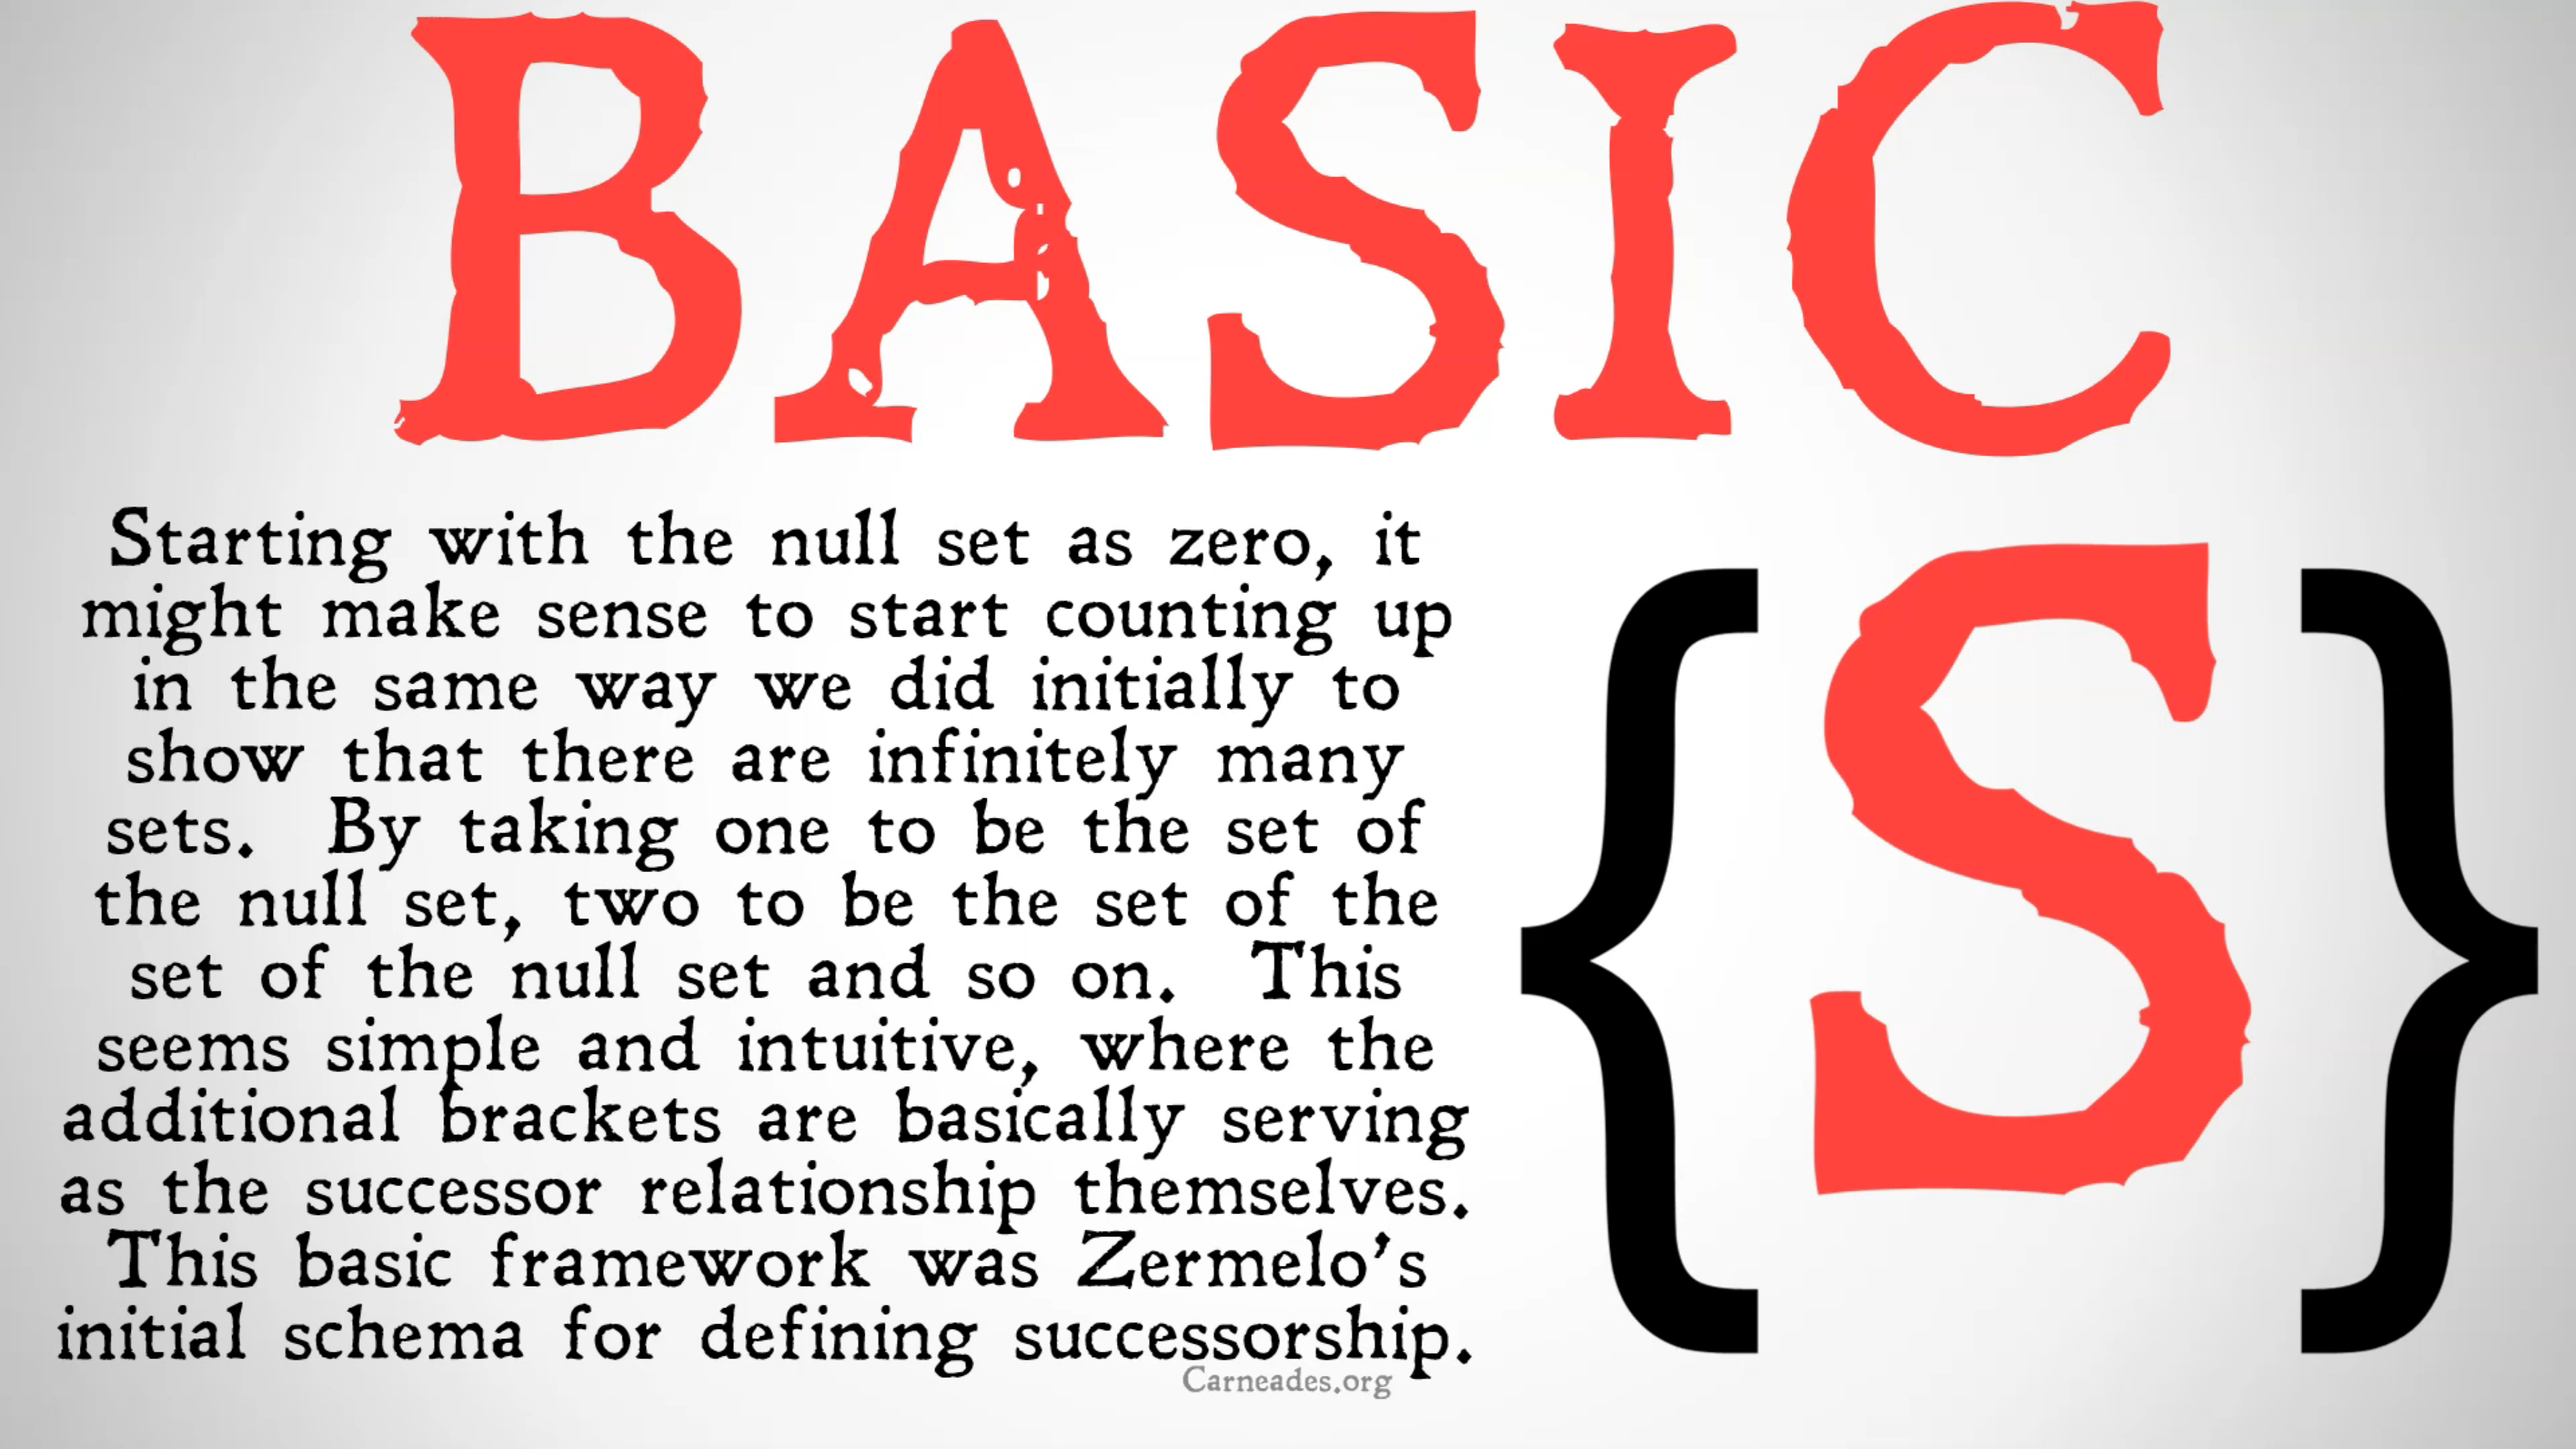 BASIC
Starting with the null set as zero, it
might make sense to start counting up
in the same way we did initially to
show that there are infinitely many
sets. By taking one to be the set of
the null set, two to be the set of the
set of the null set and so on. This
seems simple and intuitive, where the
additional brackets are basically serving
as the successor relationship themselves.
This basic framework was Zermelo's
initial schema for defining successorship.
{S}
Carneades.org